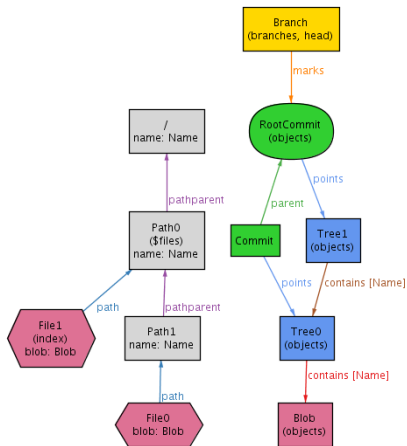 Branch
(branches, head)
marks
RootCommit
(objects)
/
name: Name
points
parent
pathparent
Path0
($files)
name: Name
Commit
Tree1
(objects)
pathparent
points
contains [Name]
path
File1
(index)
blob: Blob
Path1
name: Name
Tree0
(objects)
path
contains [Name]
File0
blob: Blob
Blob
(objects)